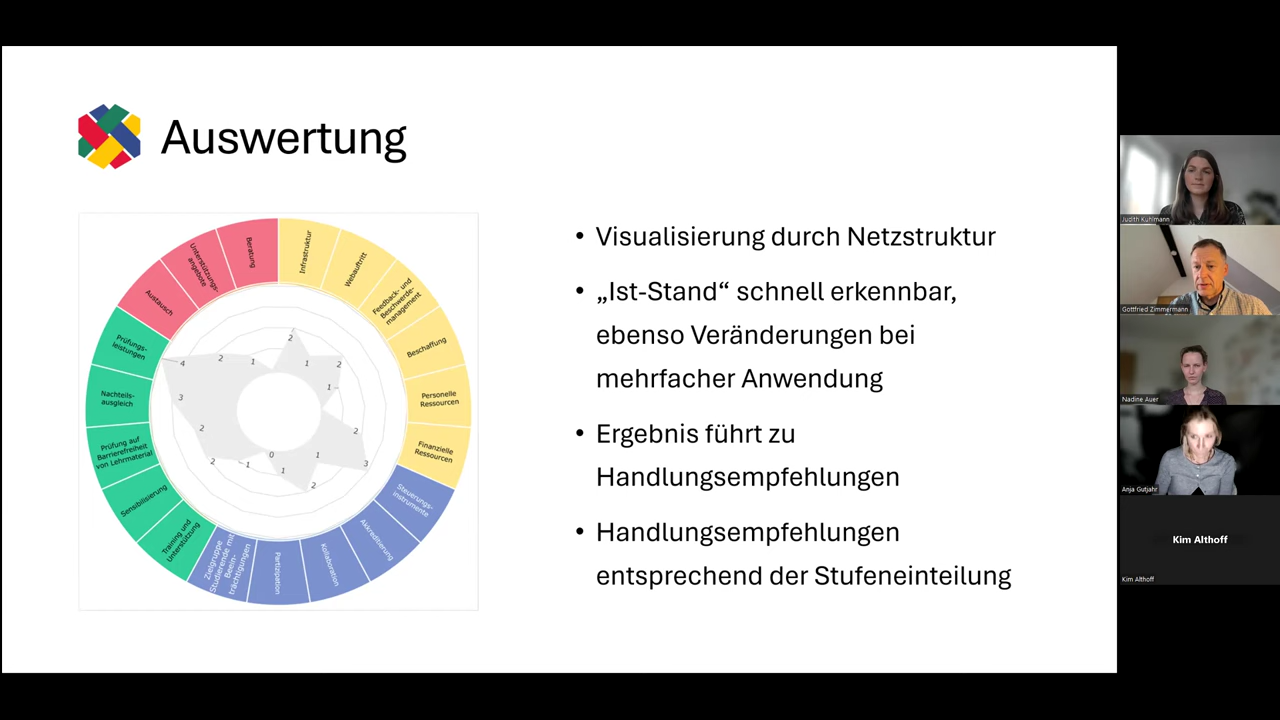 Auswertung
Beratung
Infrastruktur
Webauftritt
Feedback- und
Beschwerde-
management
Beschaffung
Personelle
Ressourcen
Finanzielle
Ressourcen
Steuerungs-
instrumente
Akkreditierung
Kollaboration
Partizipation
Zielgruppe
Studierende mit
Beein-
trächtigungen
Training und
Unterstützung
Sensibilisierung
Prüfung auf
Barrierefreiheit
von Lehrmaterial
Nachteils-
ausgleich
Prüfungs-
leistungen
Austausch
Unterstützungs-
angebote
2
1
2
1
2
3
1
2
1
0
1
2
2
3
4
2
1
• Visualisierung durch Netzstruktur
• „Ist-Stand“ schnell erkennbar,
ebenso Veränderungen bei
mehrfacher Anwendung
• Ergebnis führt zu
Handlungsempfehlungen
• Handlungsempfehlungen
entsprechend der Stufeneinteilung
Judith Kuhlmann
Gottfried Zimmermann
Nadine Auer
Anja Gutjahr
Kim Althoff
Kim Althoff